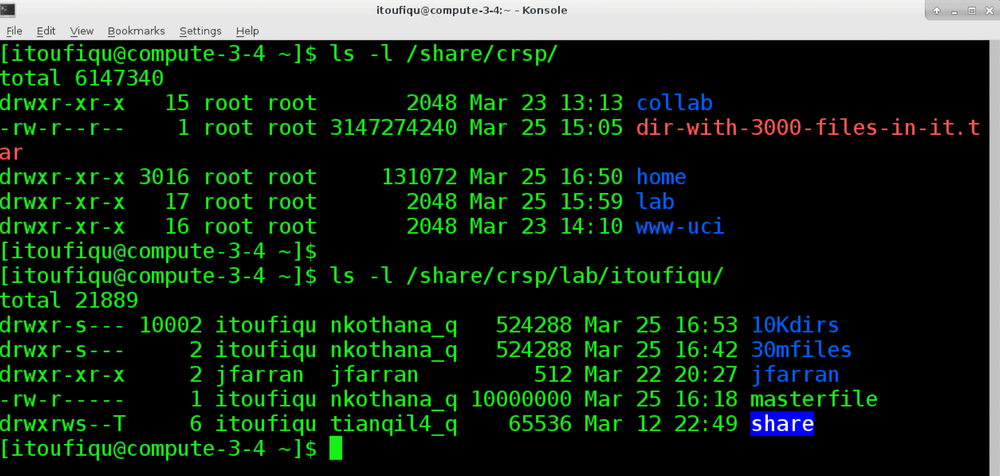 itoufiqu@compute-3-4:~ - Konsole
File Edit View Bookmarks Settings Help
[itoufiqu@compute-3-4 ~]$ ls -l /share/crsp/
total 6147340
drwxr-xr-x   15 root root       2048 Mar 23 13:13 collab
-rw-r--r--    1 root root 3147274240 Mar 25 15:05 dir-with-3000-files-in-it.t
ar
drwxr-xr-x 3016 root root     131072 Mar 25 16:50 home
drwxr-xr-x   17 root root       2048 Mar 25 15:59 lab
drwxr-xr-x   16 root root       2048 Mar 23 14:10 www-uci
[itoufiqu@compute-3-4 ~]$
[itoufiqu@compute-3-4 ~]$ ls -l /share/crsp/lab/itoufiqu/
total 21889
drwxr-s--- 10002 itoufiqu nkothana_q   524288 Mar 25 16:53 10Kdirs
drwxr-s---     2 itoufiqu nkothana_q   524288 Mar 25 16:42 30mfiles
drwxr-xr-x     2 jfarran  jfarran         512 Mar 22 20:27 jfarran
-rw-r-----     1 itoufiqu nkothana_q 10000000 Mar 25 16:18 masterfile
drwxrws--T     6 itoufiqu tianqil4_q    65536 Mar 12 22:49 share
[itoufiqu@compute-3-4 ~]$